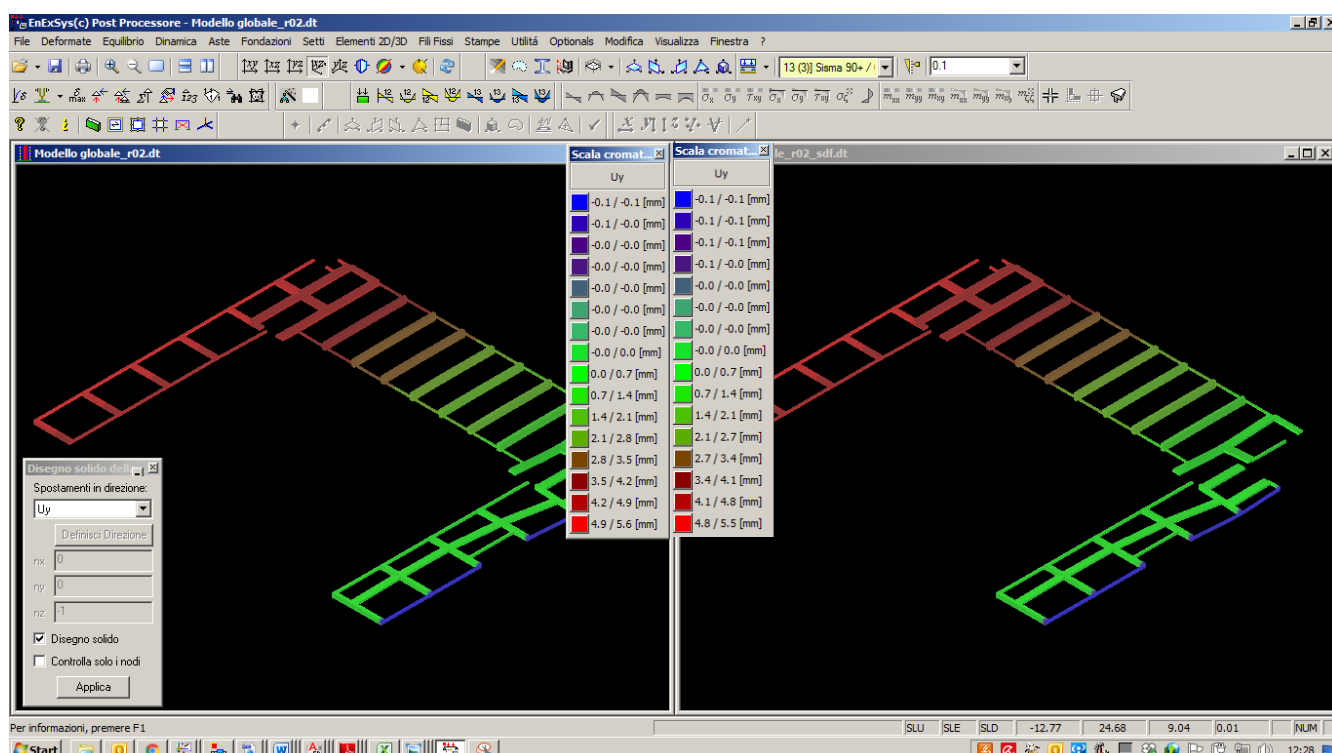 EnExSys(c) Post Processore - Modello globale_r02.dt
File Deformate Equilibrio Dinamica Aste Fondazioni Setti Elementi 2D/3D Fili Fissi Stampe Utilitá Optionals Modifica Visualizza Finestra ?
13 (3)] Sisma 90+ /
0.1
Modello globale_r02.dt
le_r02_sdf.dt
Scala cromat...
Uy
-0.1 / -0.1 [mm]
-0.1 / -0.0 [mm]
-0.0 / -0.0 [mm]
-0.0 / -0.0 [mm]
-0.0 / -0.0 [mm]
-0.0 / -0.0 [mm]
-0.0 / -0.0 [mm]
-0.0 / 0.0 [mm]
0.0 / 0.7 [mm]
0.7 / 1.4 [mm]
1.4 / 2.1 [mm]
2.1 / 2.8 [mm]
2.8 / 3.5 [mm]
3.5 / 4.2 [mm]
4.2 / 4.9 [mm]
4.9 / 5.6 [mm]
Scala cromat...
Uy
-0.1 / -0.1 [mm]
-0.1 / -0.1 [mm]
-0.1 / -0.1 [mm]
-0.1 / -0.0 [mm]
-0.0 / -0.0 [mm]
-0.0 / -0.0 [mm]
-0.0 / -0.0 [mm]
-0.0 / 0.0 [mm]
0.0 / 0.7 [mm]
0.7 / 1.4 [mm]
1.4 / 2.1 [mm]
2.1 / 2.7 [mm]
2.7 / 3.4 [mm]
3.4 / 4.1 [mm]
4.1 / 4.8 [mm]
4.8 / 5.5 [mm]
Disegno solido della
Spostamenti in direzione:
Uy
Definisci Direzione
nx 0
ny 0
nz -1
Disegno solido
Controlla solo i nodi
Applica
Per informazioni, premere F1
SLU SLE SLD -12.77 24.68 9.04 0.01 NUM
Start
12:28